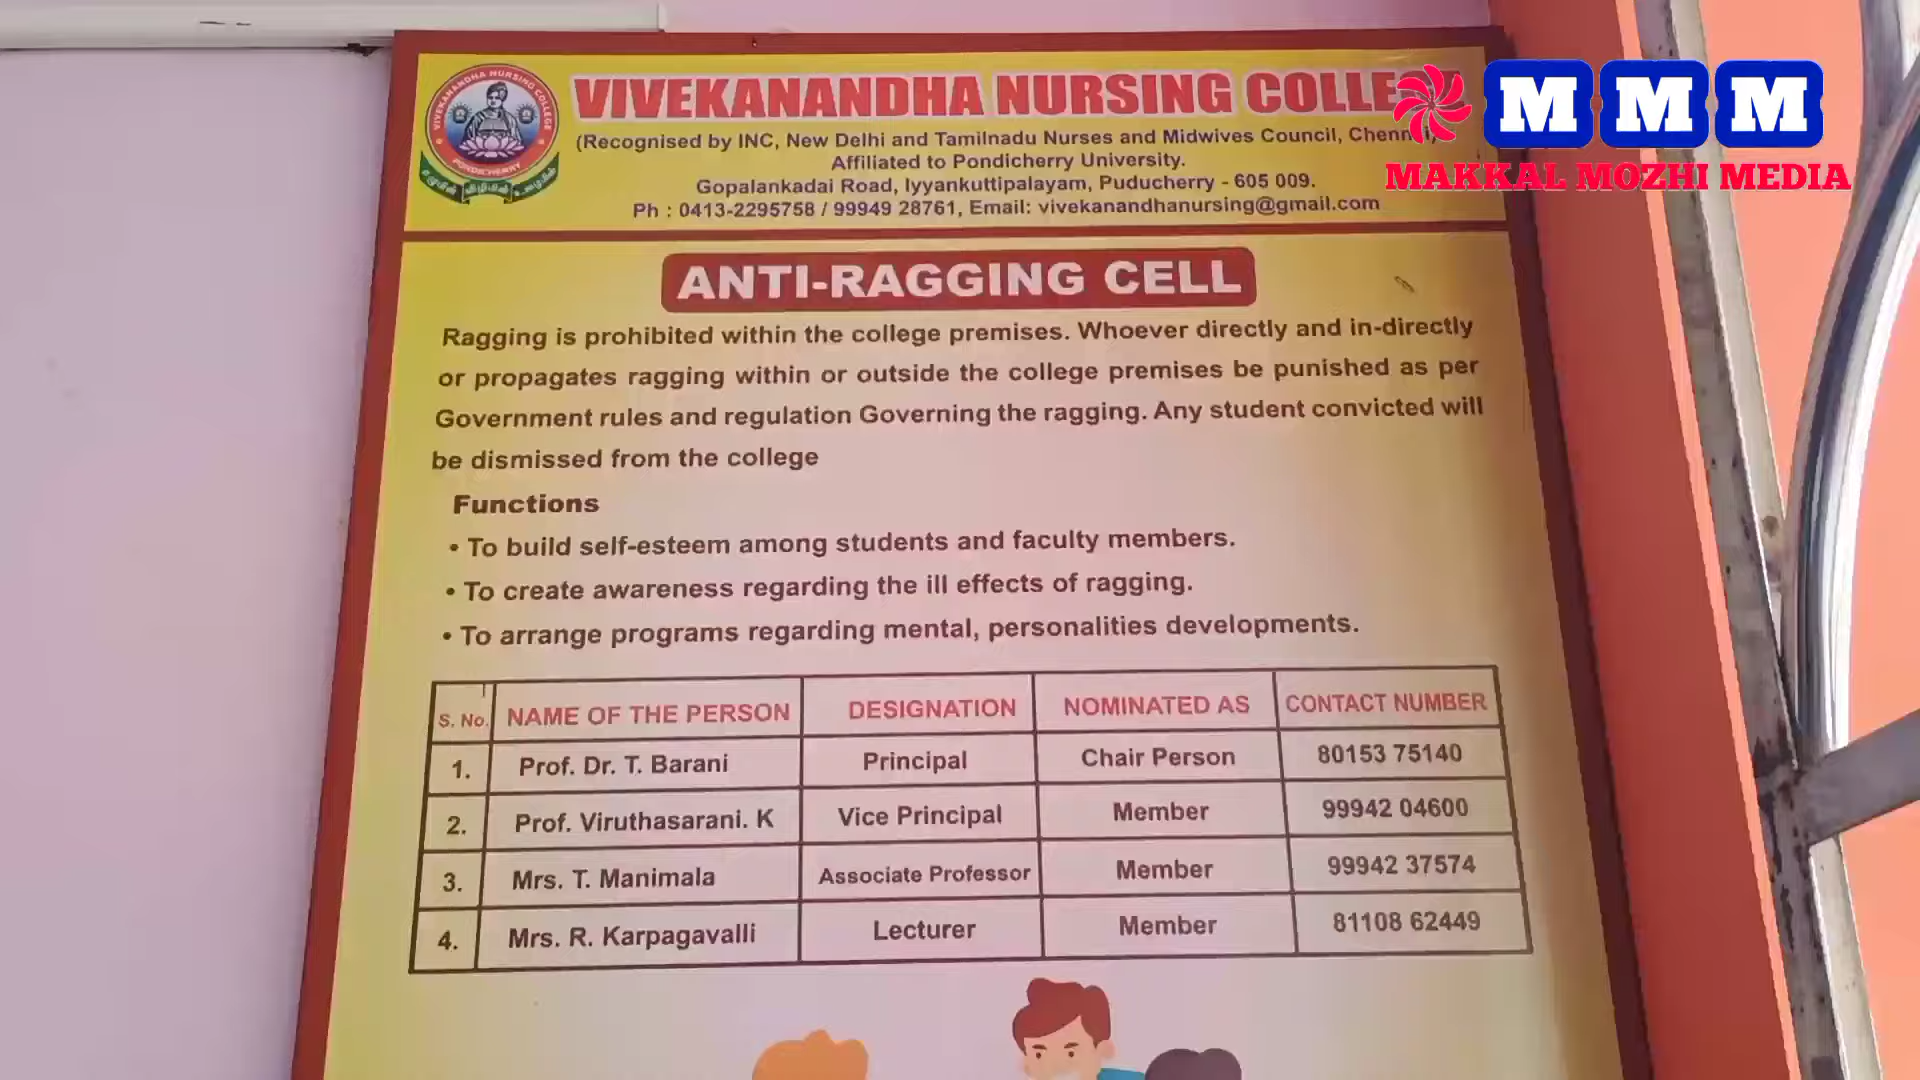 VIVEKANANDHA NURSING COLLE
(Recognised by INC, New Delhi and Tamilnadu Nurses and Midwives Council, Chennai)
Affiliated to Pondicherry University.
Gopalankadai Road, Iyyankuttipalayam, Puducherry - 605 009.
Ph : 0413-2295758 / 99949 28761, Email: vivekanandhanursing@gmail.com
VIVEKANANDHA NURSING COLLEGE
PONDICHERRY
M M M
MAKKAL MOZHI MEDIA
ANTI-RAGGING CELL
Ragging is prohibited within the college premises. Whoever directly and in-directly
or propagates ragging within or outside the college premises be punished as per
Government rules and regulation Governing the ragging. Any student convicted will
be dismissed from the college
Functions
• To build self-esteem among students and faculty members.
• To create awareness regarding the ill effects of ragging.
• To arrange programs regarding mental, personalities developments.
S. No. NAME OF THE PERSON DESIGNATION NOMINATED AS CONTACT NUMBER
1. Prof. Dr. T. Barani Principal Chair Person 80153 75140
2. Prof. Viruthasarani. K Vice Principal Member 99942 04600
3. Mrs. T. Manimala Associate Professor Member 99942 37574
4. Mrs. R. Karpagavalli Lecturer Member 81108 62449